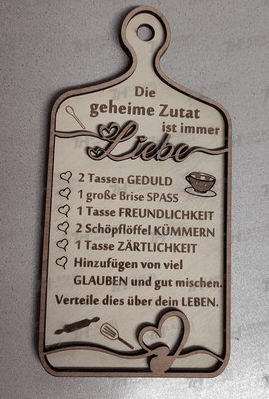 Die
geheime Zutat
ist immer
Liebe
2 Tassen GEDULD
1 große Brise SPASS
1 Tasse FREUNDLICHKEIT
2 Schöpflöffel KÜMMERN
1 Tasse ZÄRTLICHKEIT
Hinzufügen von viel
GLAUBEN und gut mischen.
Verteile dies über dein LEBEN.